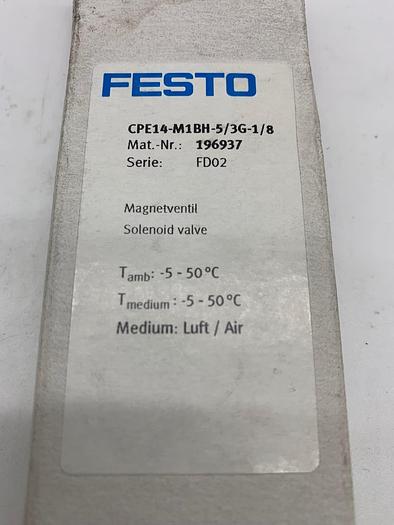 FESTO
CPE14-M1BH-5/3G-1/8
Mat.-Nr.: 196937
Serie: FD02
Magnetventil
Solenoid valve
Tamb: -5 - 50°C
Tmedium: -5 - 50°C
Medium: Luft / Air